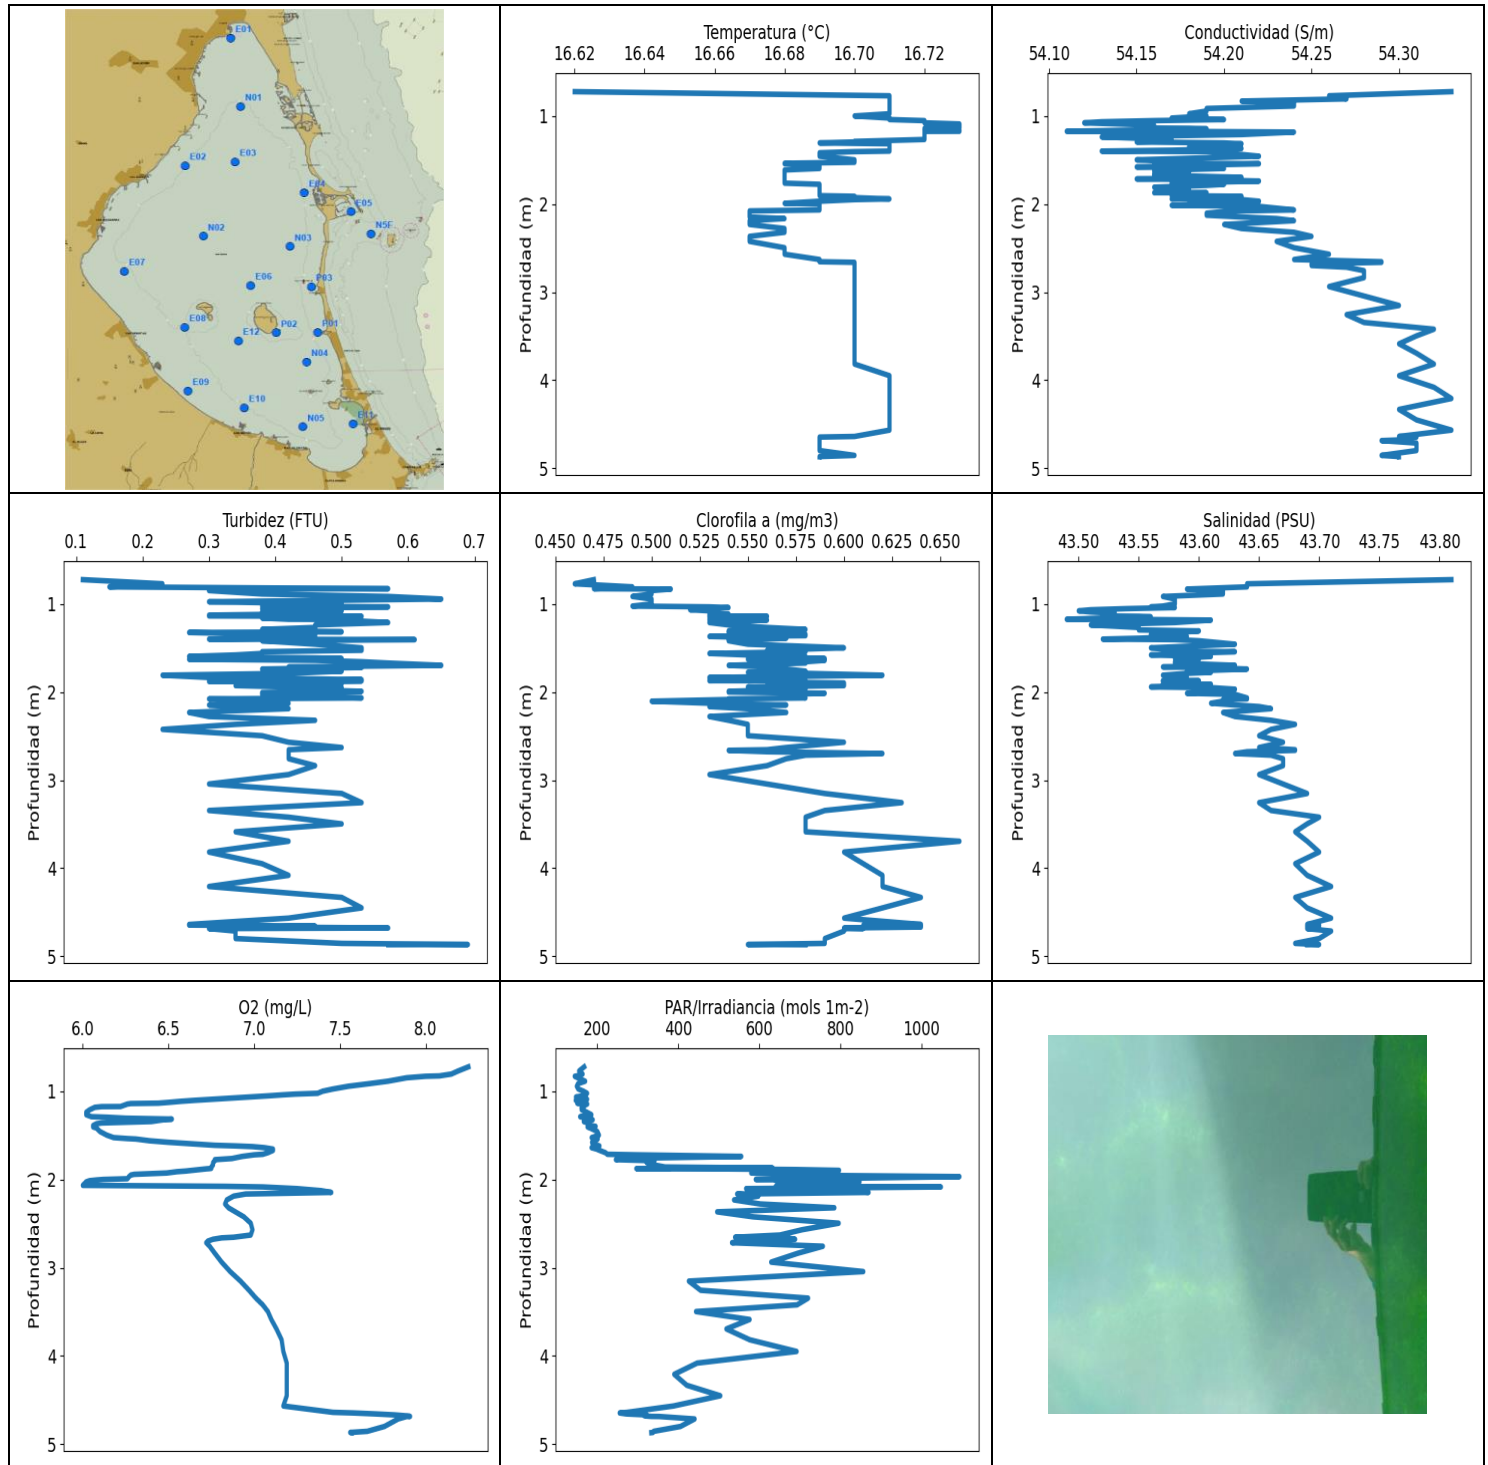 E01
N01
E02
E03
E04
E05
N5F
N02
N03
E07
E06
P03
E08
P02
P01
E12
N04
E09
E10
N05
E11
Temperatura (°C)
16.62 16.64 16.66 16.68 16.70 16.72
Profundidad (m)
1
2
3
4
5
Conductividad (S/m)
54.10 54.15 54.20 54.25 54.30
Profundidad (m)
1
2
3
4
5
Turbidez (FTU)
0.1 0.2 0.3 0.4 0.5 0.6 0.7
Profundidad (m)
1
2
3
4
5
Clorofila a (mg/m3)
0.450 0.475 0.500 0.525 0.550 0.575 0.600 0.625 0.650
Profundidad (m)
1
2
3
4
5
Salinidad (PSU)
43.50 43.55 43.60 43.65 43.70 43.75 43.80
Profundidad (m)
1
2
3
4
5
O2 (mg/L)
6.0 6.5 7.0 7.5 8.0
Profundidad (m)
1
2
3
4
5
PAR/Irradiancia (mols 1m-2)
200 400 600 800 1000
Profundidad (m)
1
2
3
4
5